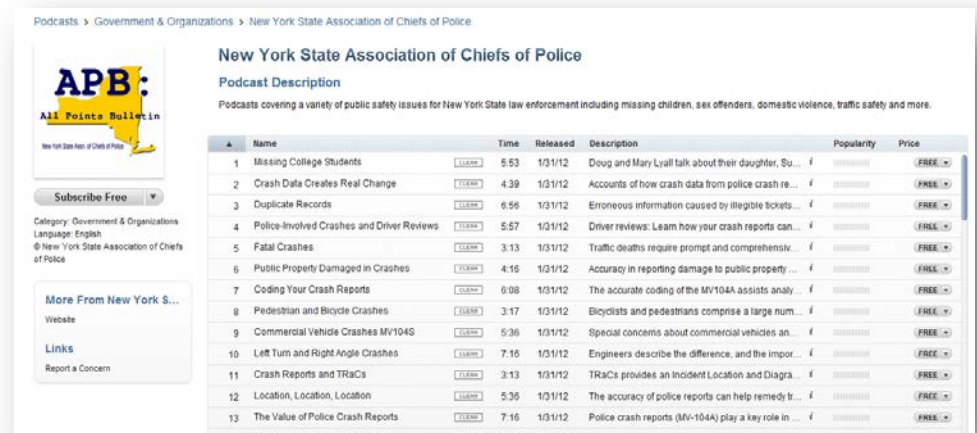 Podcasts > Government & Organizations > New York State Association of Chiefs of Police
APB:
All Points Bulletin
New York State Assn. of Chiefs of Police
Subscribe Free
Category: Government & Organizations
Language: English
© New York State Association of Chiefs
of Police
More From New York S...
Website
Links
Report a Concern
New York State Association of Chiefs of Police
Podcast Description
Podcasts covering a variety of public safety issues for New York State law enforcement including missing children, sex offenders, domestic violence, traffic safety and more.
Name Time Released Description Popularity Price
1 Missing College Students CLEAN 5:53 1/31/12 Doug and Mary Lyall talk about their daughter, Su... i FREE
2 Crash Data Creates Real Change CLEAN 4:39 1/31/12 Accounts of how crash data from police crash re... i FREE
3 Duplicate Records CLEAN 6:56 1/31/12 Erroneous information caused by illegible tickets... i FREE
4 Police-Involved Crashes and Driver Reviews CLEAN 5:57 1/31/12 Driver reviews: Learn how your crash reports can... i FREE
5 Fatal Crashes CLEAN 3:13 1/31/12 Traffic deaths require prompt and comprehensiv... i FREE
6 Public Property Damaged in Crashes CLEAN 4:16 1/31/12 Accuracy in reporting damage to public property ... i FREE
7 Coding Your Crash Reports CLEAN 6:08 1/31/12 The accurate coding of the MV104A assists analy... i FREE
8 Pedestrian and Bicycle Crashes CLEAN 3:17 1/31/12 Bicyclists and pedestrians comprise a large num... i FREE
9 Commercial Vehicle Crashes MV104S CLEAN 5:36 1/31/12 Special concerns about commercial vehicles an... i FREE
10 Left Turn and Right Angle Crashes CLEAN 7:16 1/31/12 Engineers describe the difference, and the impor... i FREE
11 Crash Reports and TRaCs CLEAN 3:13 1/31/12 TRaCs provides an Incident Location and Diagra... i FREE
12 Location, Location, Location CLEAN 5:36 1/31/12 The accuracy of police reports can help remedy tr... i FREE
13 The Value of Police Crash Reports CLEAN 7:16 1/31/12 Police crash reports (MV-104A) play a key role in ... i FREE